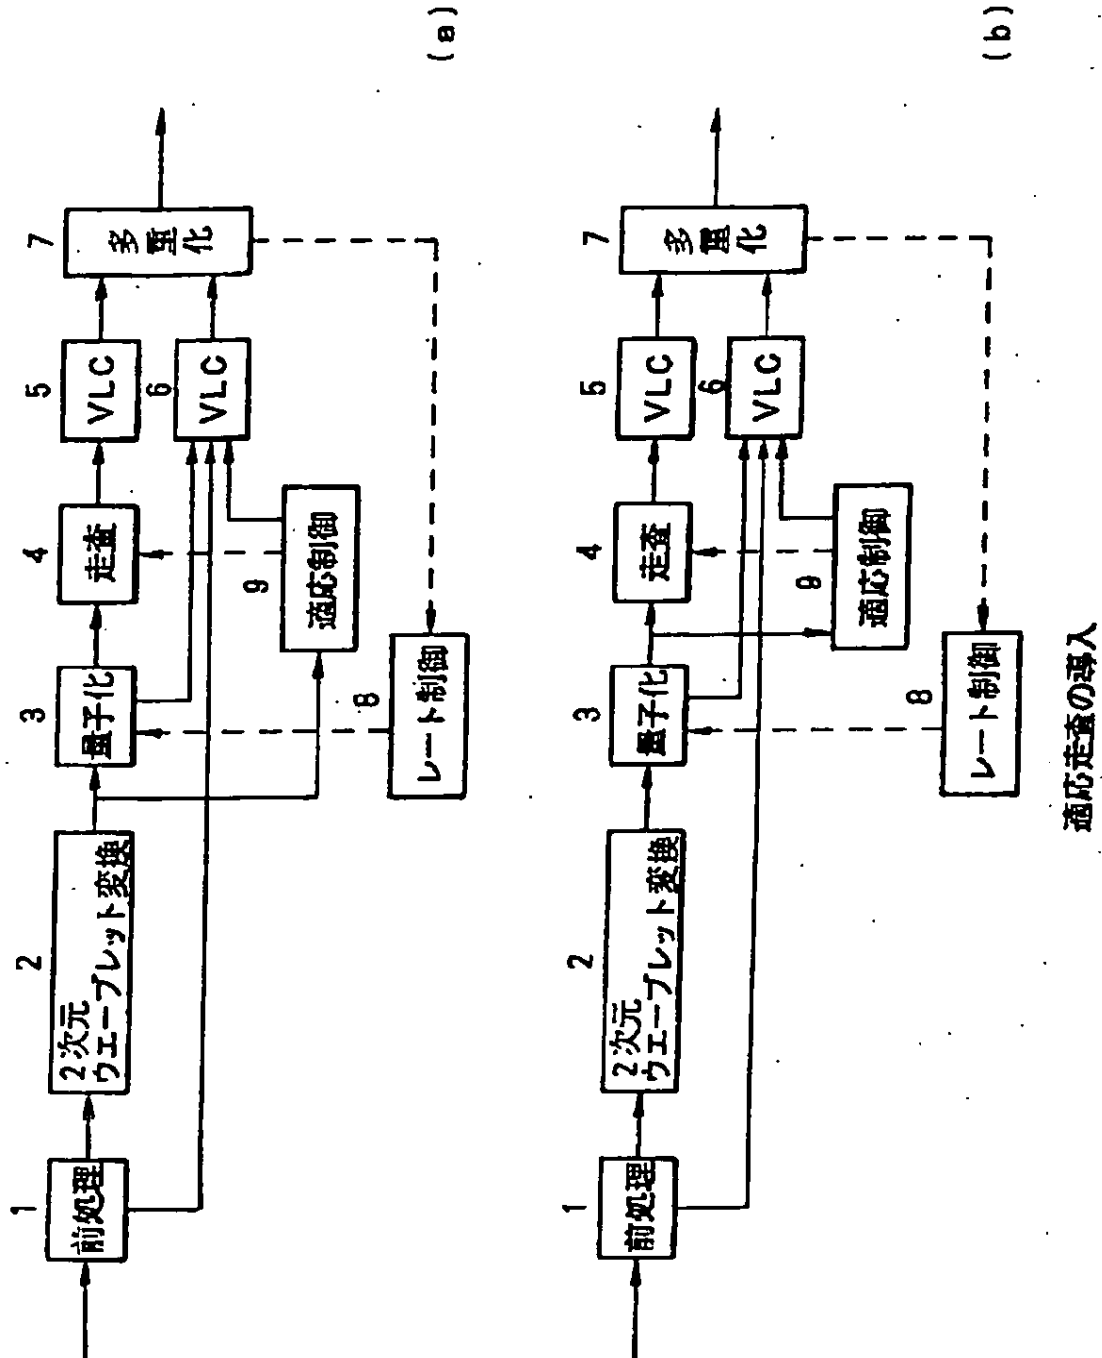 1
前処理
2
2次元
ウエーブレット変換
3
量子化
4
走査
5
VLC
6
VLC
7
多重化
8
レート制御
9
適応制御
(a)
1
前処理
2
2次元
ウエーブレット変換
3
量子化
4
走査
5
VLC
6
VLC
7
多重化
8
レート制御
9
適応制御
(b)
適応走査の導入